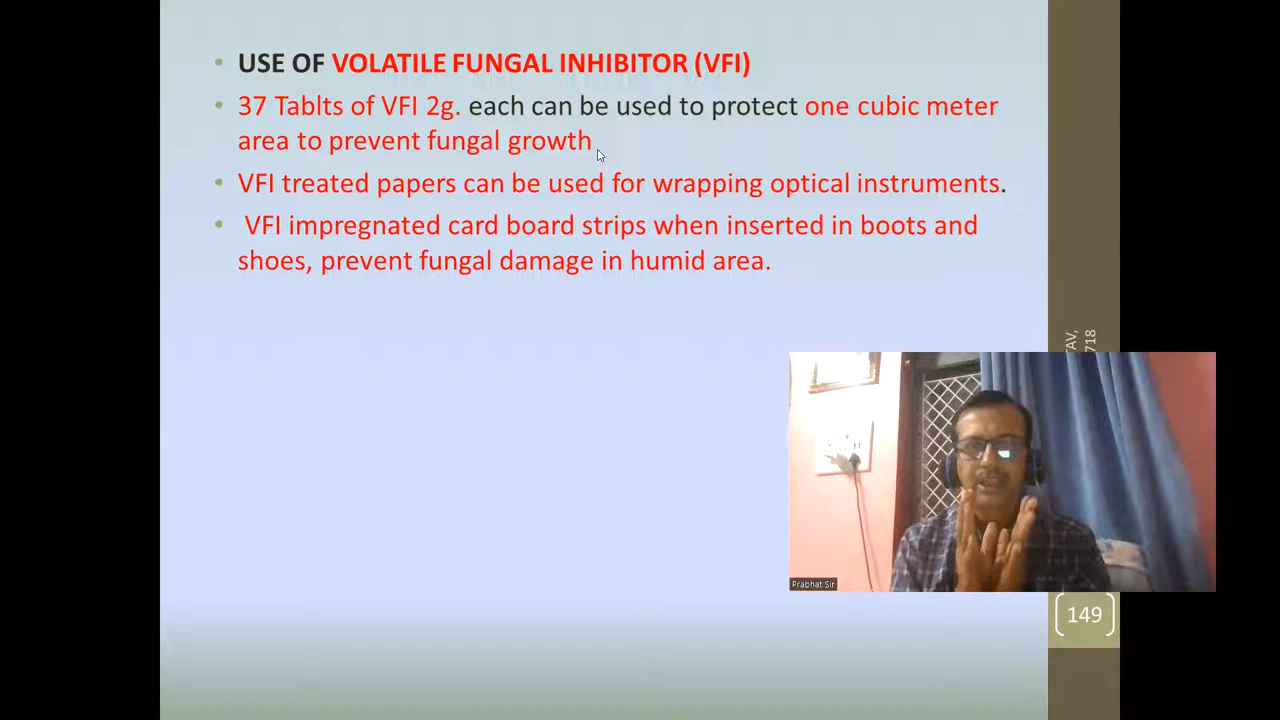 USE OF VOLATILE FUNGAL INHIBITOR (VFI)
37 Tablts of VFI 2g. each can be used to protect one cubic meter
area to prevent fungal growth
VFI treated papers can be used for wrapping optical instruments.
VFI impregnated card board strips when inserted in boots and
shoes, prevent fungal damage in humid area.
TAV,
718
Prabhat Sir
149